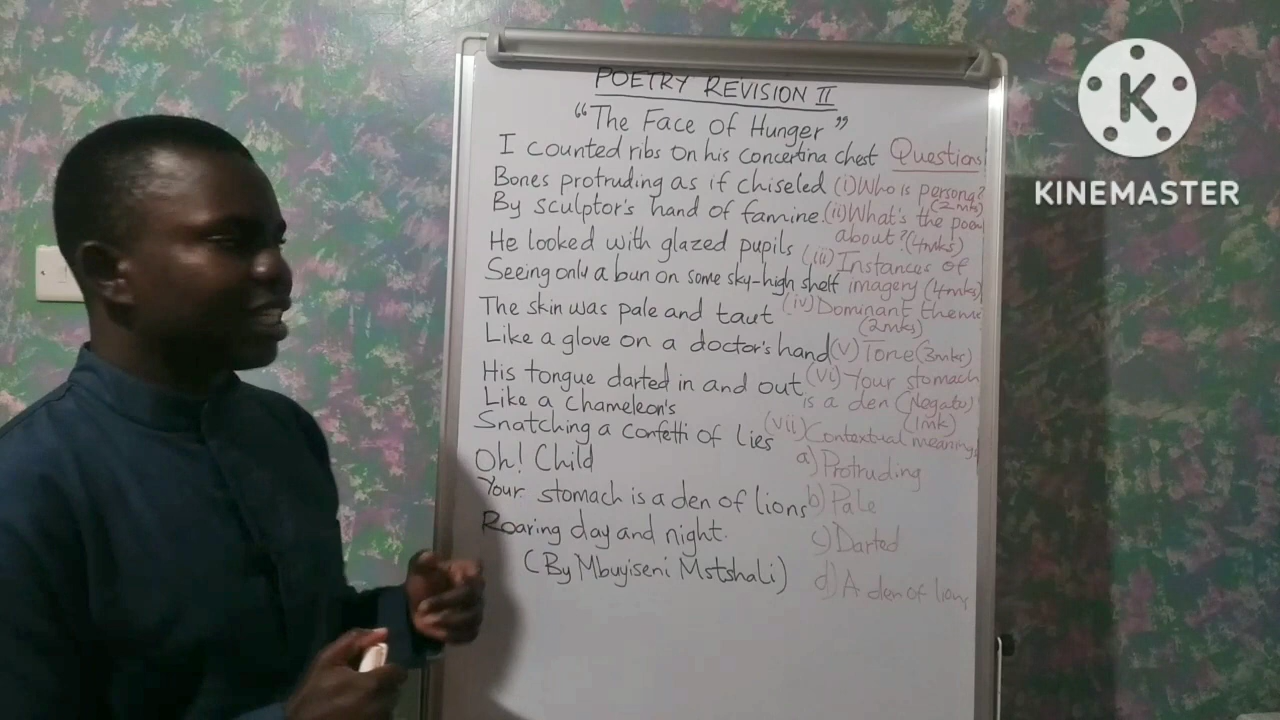 POETRY REVISION II
"The Face of Hunger"
I counted ribs on his concertina chest
Bones protruding as if chiseled
By sculptor's hand of famine.
He looked with glazed pupils
Seeing only a bun on some sky-high shelf
The skin was pale and taut
Like a glove on a doctor's hand
His tongue darted in and out
Like a Chameleon's
Snatching a confetti of lies
Oh! Child
Your stomach is a den of lions
Roaring day and night.
(By Mbuyiseni Mstshali)
Questions
(i) Who is persona?
(2mks)
(ii) What's the poem
about? (4mks)
(iii) Instances of
imagery (4mks)
(iv) Dominant theme
(2mks)
(v) Tone (3mks)
(vi) Your stomach
is a den (Negate)
(1mk)
(vii) Contextual meaning
a) Protruding
b) Pale
c) Darted
d) A den of lions
K
KINEMASTER